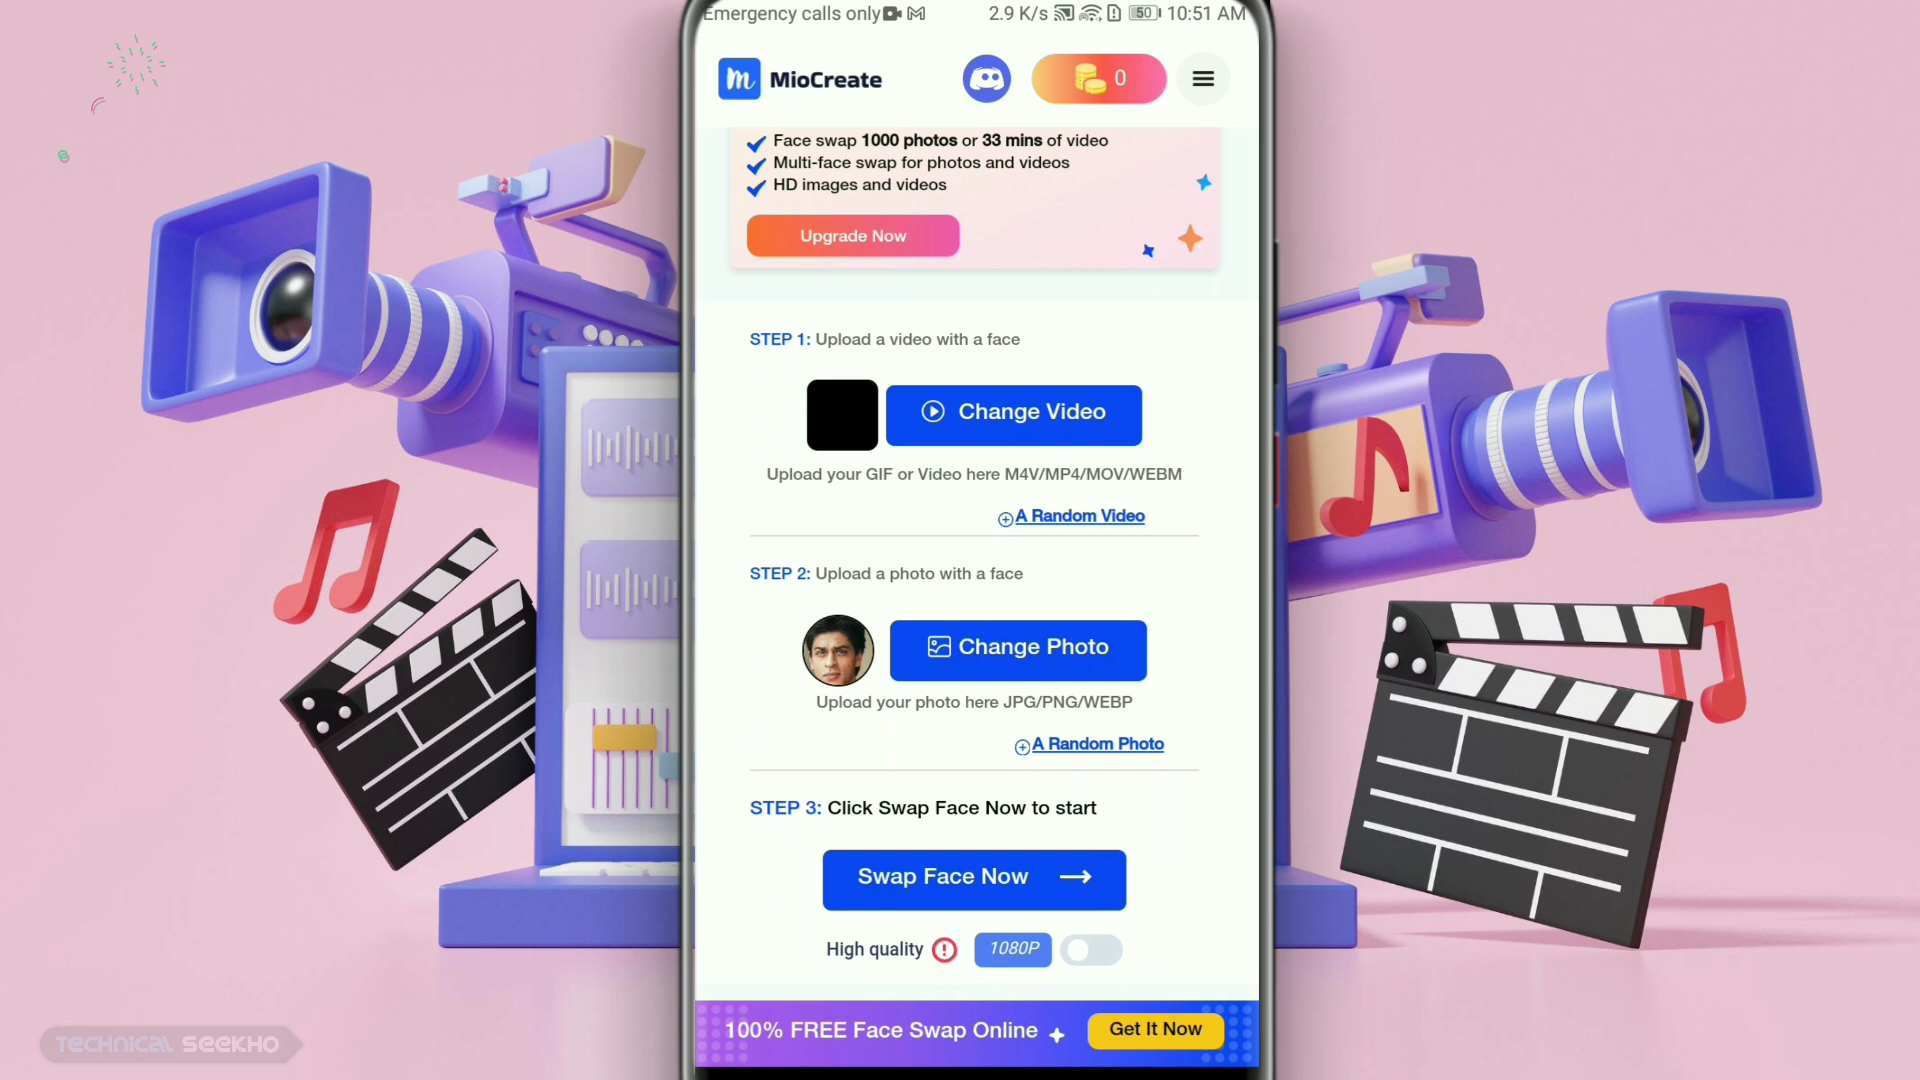 Emergency calls only 2.9 K/s 50 10:51 AM
m MioCreate 0
Face swap 1000 photos or 33 mins of video
Multi-face swap for photos and videos
HD images and videos
Upgrade Now
STEP 1: Upload a video with a face
Change Video
Upload your GIF or Video here M4V/MP4/MOV/WEBM
A Random Video
STEP 2: Upload a photo with a face
Change Photo
Upload your photo here JPG/PNG/WEBP
A Random Photo
STEP 3: Click Swap Face Now to start
Swap Face Now
High quality 1080P
100% FREE Face Swap Online Get It Now
TECHNICAL SEEKHO